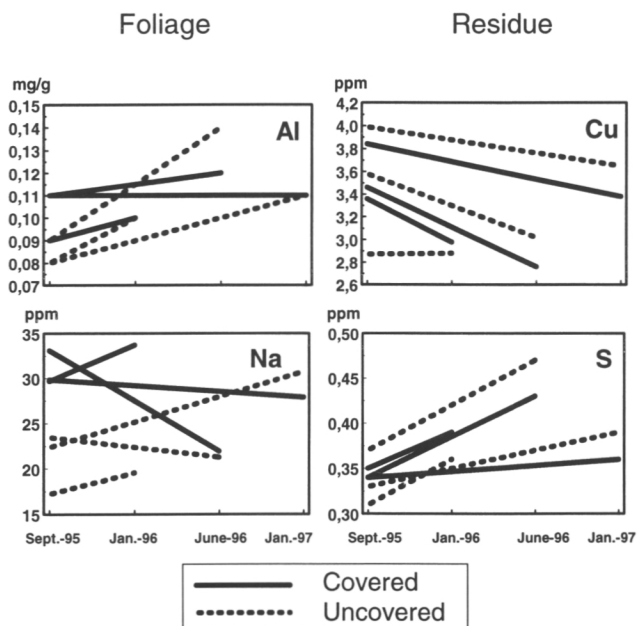 Foliage
Residue
mg/g
0,15
0,14
0,13
0,12
0,11
0,10
0,09
0,08
0,07
Al
ppm
4,2
4,0
3,8
3,4
3,4
3,0
2,8
2,6
Cu
ppm
35
30
25
20
15
Na
Sept.-95 Jan.-96 June-96 Jan.-97
ppm
0,50
0,45
0,40
0,35
0,30
S
Sept.-95 Jan.-96 June-96 Jan.-97
Covered
Uncovered